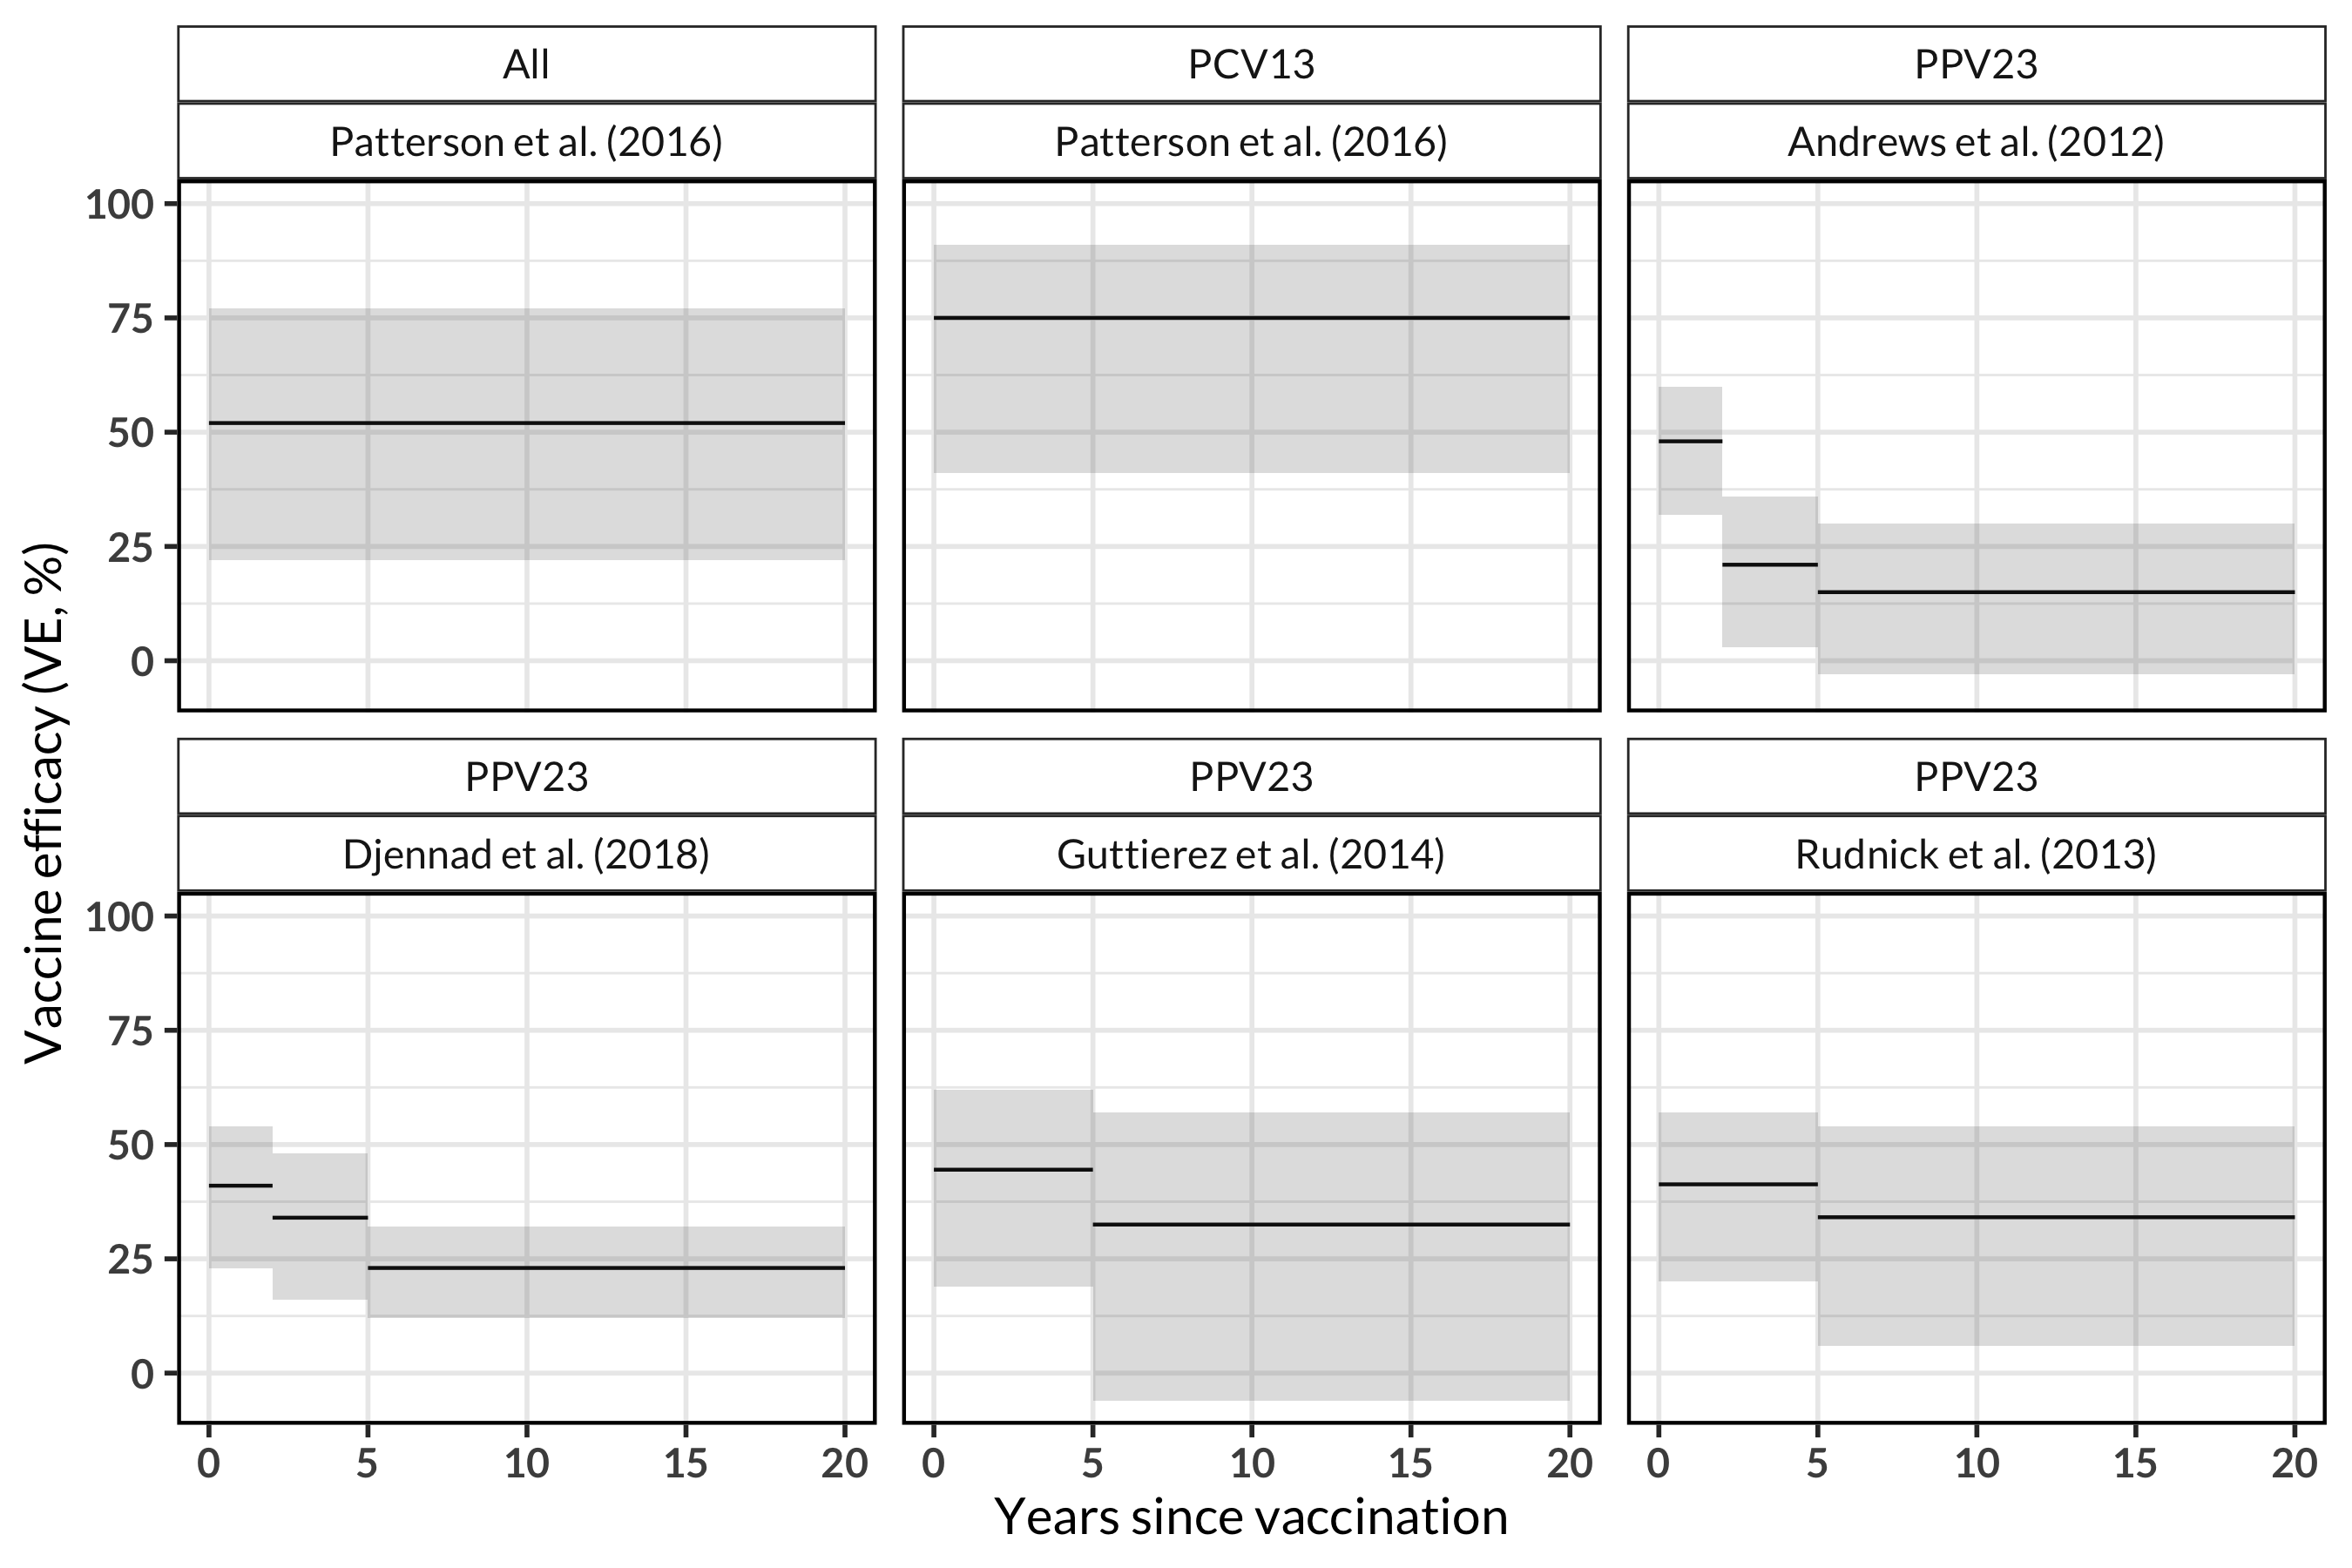 All
Patterson et al. (2016)
PCV13
Patterson et al. (2016)
PPV23
Andrews et al. (2012)
100
75
50
25
0
PPV23
Djennad et al. (2018)
PPV23
Guttierez et al. (2014)
PPV23
Rudnick et al. (2013)
100
75
50
25
0
0 5 10 15 20
0 5 10 15 20
0 5 10 15 20
Years since vaccination
Vaccine efficacy (VE, %)